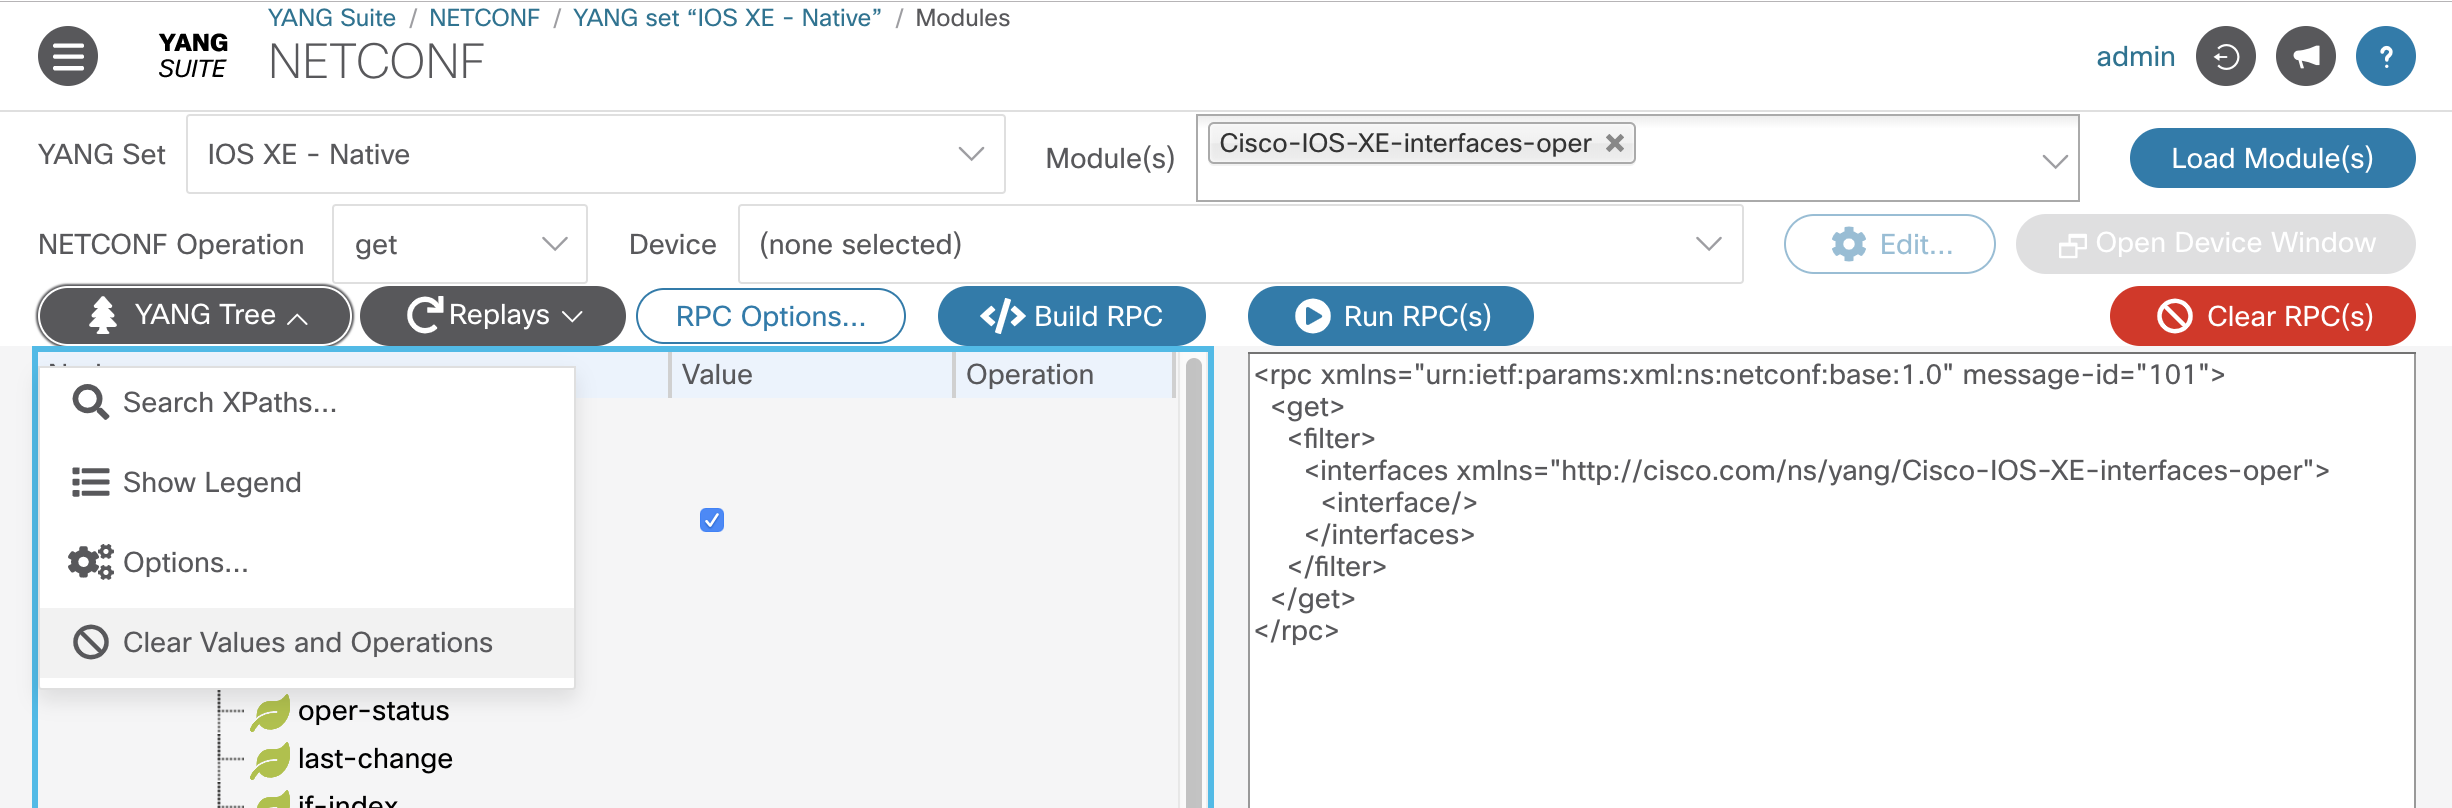 YANG Suite / NETCONF / YANG set “IOS XE - Native” / Modules
YANG
SUITE
NETCONF
admin
?
YANG Set
IOS XE - Native
Module(s)
Cisco-IOS-XE-interfaces-oper ✖
Load Module(s)
NETCONF Operation
get
Device
(none selected)
Edit...
Open Device Window
YANG Tree
Replays
RPC Options...
</> Build RPC
Run RPC(s)
Clear RPC(s)
Value
Operation
Search XPaths...
Show Legend
Options...
Clear Values and Operations
oper-status
last-change
if-index
<rpc xmlns="urn:ietf:params:xml:ns:netconf:base:1.0" message-id="101">
  <get>
    <filter>
      <interfaces xmlns="http://cisco.com/ns/yang/Cisco-IOS-XE-interfaces-oper">
        <interface/>
      </interfaces>
    </filter>
  </get>
</rpc>